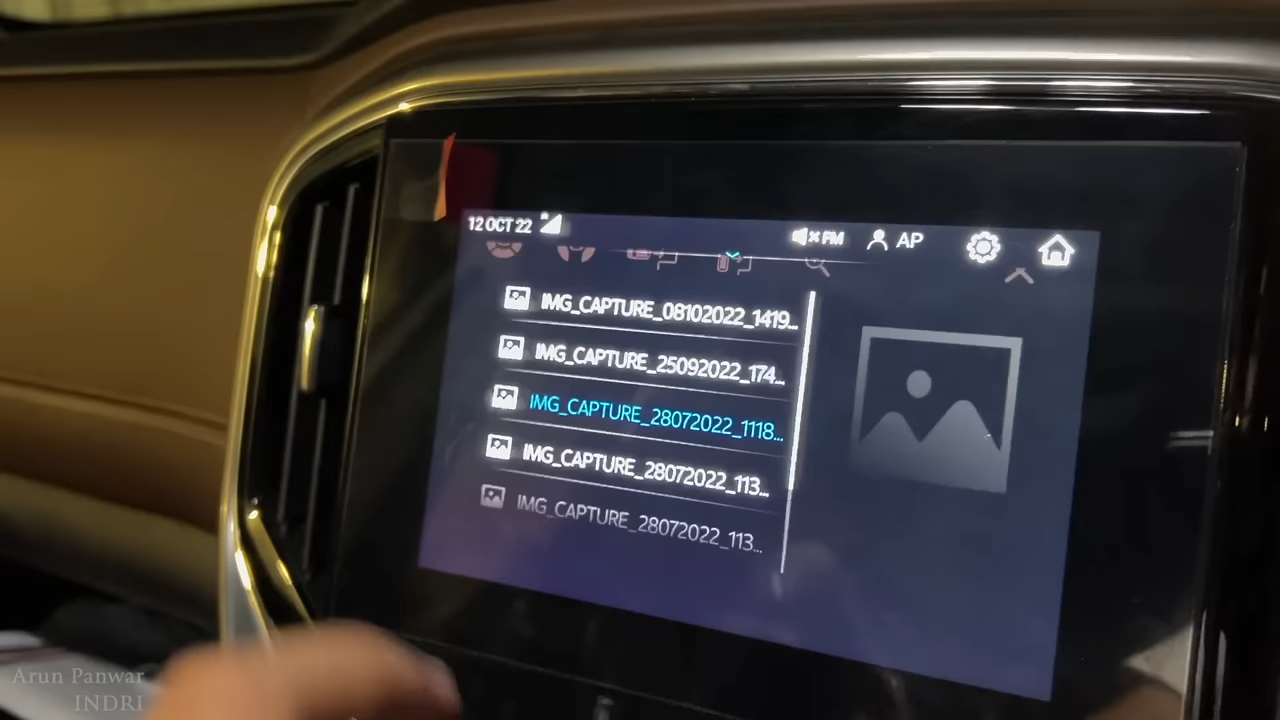 12 OCT 22
FM
AP
IMG_CAPTURE_08102022_1419...
IMG_CAPTURE_25092022_174...
IMG_CAPTURE_28072022_1118...
IMG_CAPTURE_28072022_113...
IMG_CAPTURE_28072022_113...
Arun Panwar
INDRI